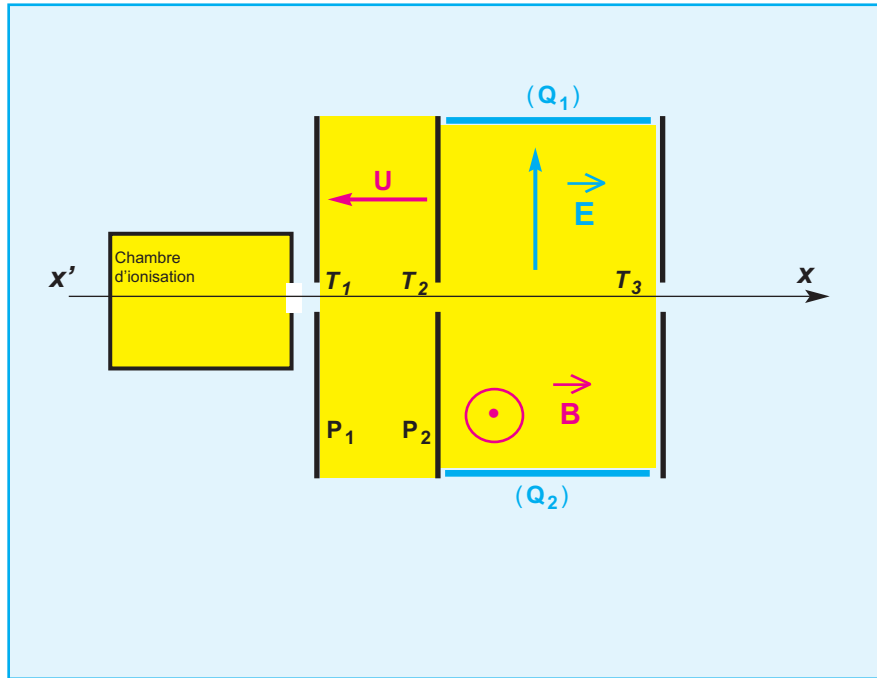 (Q1)
U
E
Chambre
d'ionisation
x' T1 T2 T3 x
B
P1 P2
(Q2)